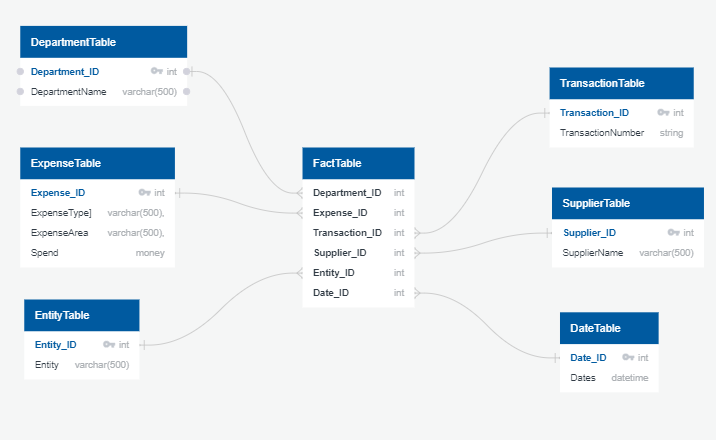 DepartmentTable
Department_ID int
DepartmentName varchar(500)
ExpenseTable
Expense_ID int
ExpenseType] varchar(500),
ExpenseArea varchar(500),
Spend money
EntityTable
Entity_ID int
Entity varchar(500)
FactTable
Department_ID int
Expense_ID int
Transaction_ID int
Supplier_ID int
Entity_ID int
Date_ID int
TransactionTable
Transaction_ID int
TransactionNumber string
SupplierTable
Supplier_ID int
SupplierName varchar(500)
DateTable
Date_ID int
Dates datetime